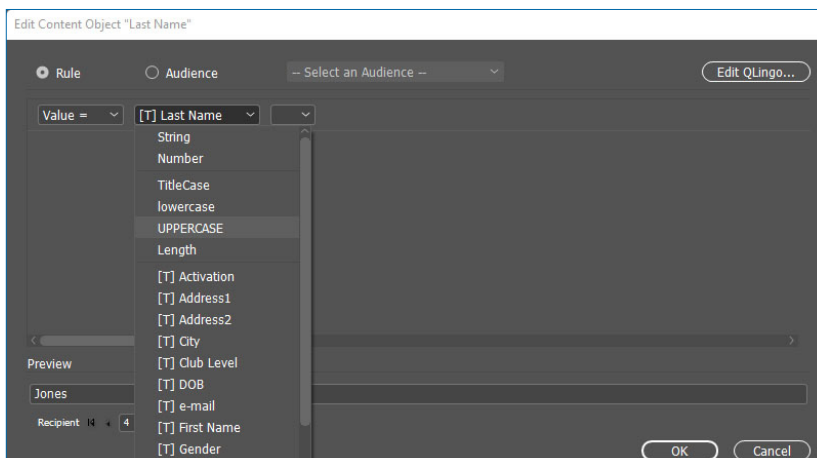 Edit Content Object "Last Name"
Rule Audience -- Select an Audience -- Edit QLingo...
Value = [T] Last Name
String
Number
TitleCase
lowercase
UPPERCASE
Length
[T] Activation
[T] Address1
[T] Address2
[T] City
[T] Club Level
[T] DOB
[T] e-mail
[T] First Name
[T] Gender
Preview
Jones
Recipient 4
OK Cancel